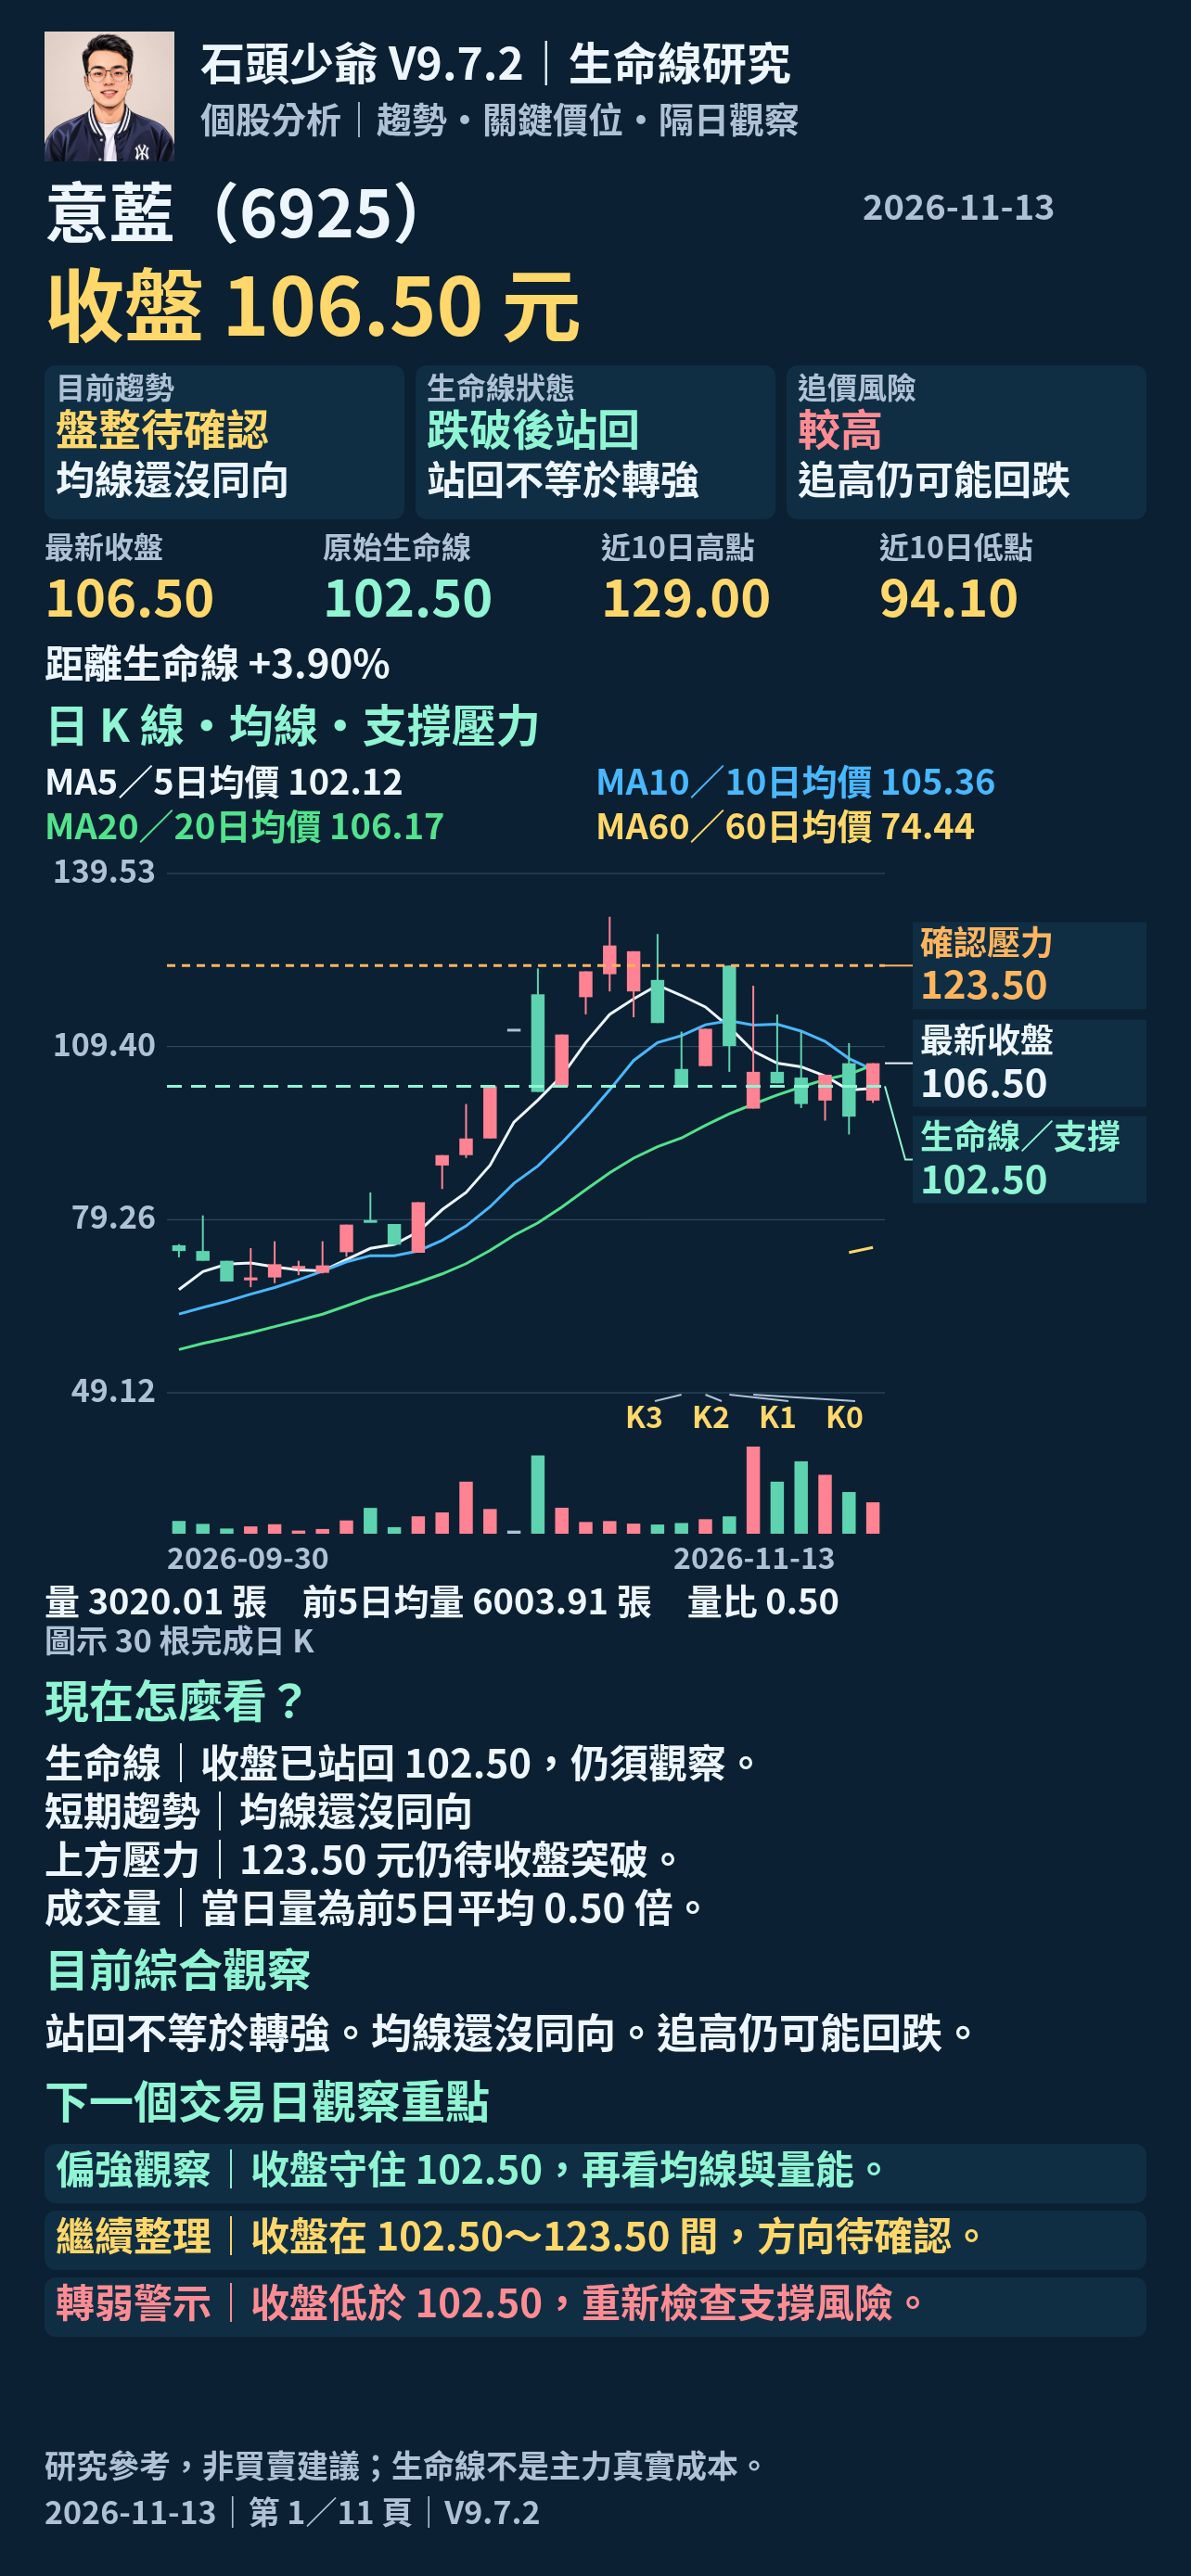 石頭少爺 V9.7.2｜生命線研究
個股分析｜趨勢・關鍵價位・隔日觀察
意藍（6925）
2026-11-13
收盤 106.50 元
目前趨勢
盤整待確認
均線還沒同向
生命線狀態
跌破後站回
站回不等於轉強
追價風險
較高
追高仍可能回跌
最新收盤
106.50
原始生命線
102.50
近10日高點
129.00
近10日低點
94.10
距離生命線 +3.90%
日 K 線・均線・支撐壓力
MA5／5日均價 102.12
MA10／10日均價 105.36
MA20／20日均價 106.17
MA60／60日均價 74.44
139.53
109.40
79.26
49.12
確認壓力
123.50
最新收盤
106.50
生命線／支撐
102.50
K3 K2 K1 K0
2026-09-30
2026-11-13
量 3020.01 張　前5日均量 6003.91 張　量比 0.50
圖示 30 根完成日 K
現在怎麼看？
生命線｜收盤已站回 102.50，仍須觀察。
短期趨勢｜均線還沒同向
上方壓力｜123.50 元仍待收盤突破。
成交量｜當日量為前5日平均 0.50 倍。
目前綜合觀察
站回不等於轉強。均線還沒同向。追高仍可能回跌。
下一個交易日觀察重點
偏強觀察｜收盤守住 102.50，再看均線與量能。
繼續整理｜收盤在 102.50～123.50 間，方向待確認。
轉弱警示｜收盤低於 102.50，重新檢查支撐風險。
研究參考，非買賣建議；生命線不是主力真實成本。
2026-11-13｜第 1／11 頁｜V9.7.2